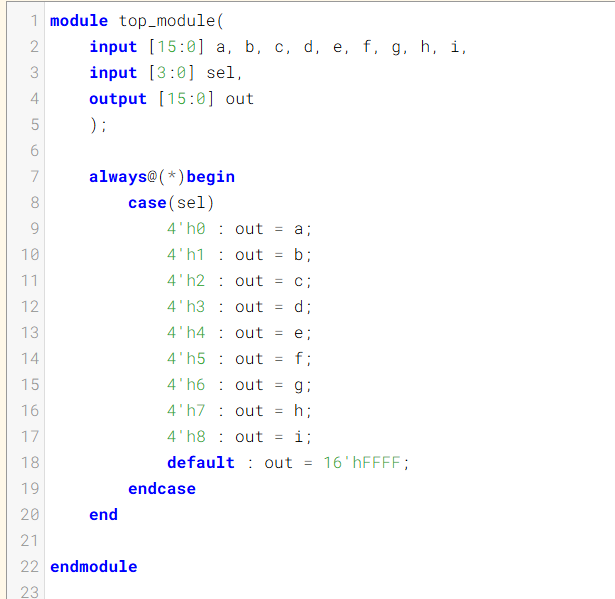 1 module top_module(
2     input [15:0] a, b, c, d, e, f, g, h, i,
3     input [3:0] sel,
4     output [15:0] out
5     );
6
7     always@(*)begin
8         case(sel)
9             4'h0 : out = a;
10             4'h1 : out = b;
11             4'h2 : out = c;
12             4'h3 : out = d;
13             4'h4 : out = e;
14             4'h5 : out = f;
15             4'h6 : out = g;
16             4'h7 : out = h;
17             4'h8 : out = i;
18             default : out = 16'hFFFF;
19         endcase
20     end
21
22 endmodule
23